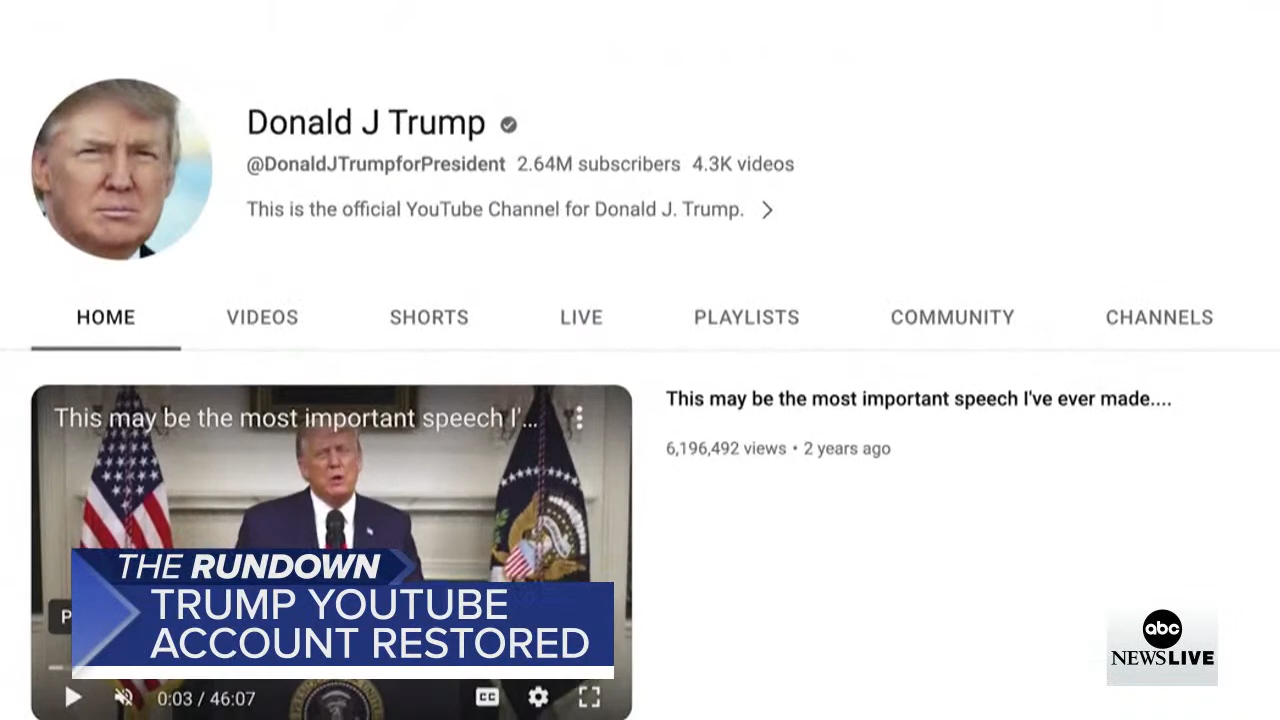 Donald J Trump
@DonaldJTrumpforPresident 2.64M subscribers 4.3K videos
This is the official YouTube Channel for Donald J. Trump.
HOME VIDEOS SHORTS LIVE PLAYLISTS COMMUNITY CHANNELS
This may be the most important speech I'...
This may be the most important speech I've ever made....
6,196,492 views • 2 years ago
THE RUNDOWN
TRUMP YOUTUBE
ACCOUNT RESTORED
P
0:03 / 46:07
CC
abc
NEWSLIVE